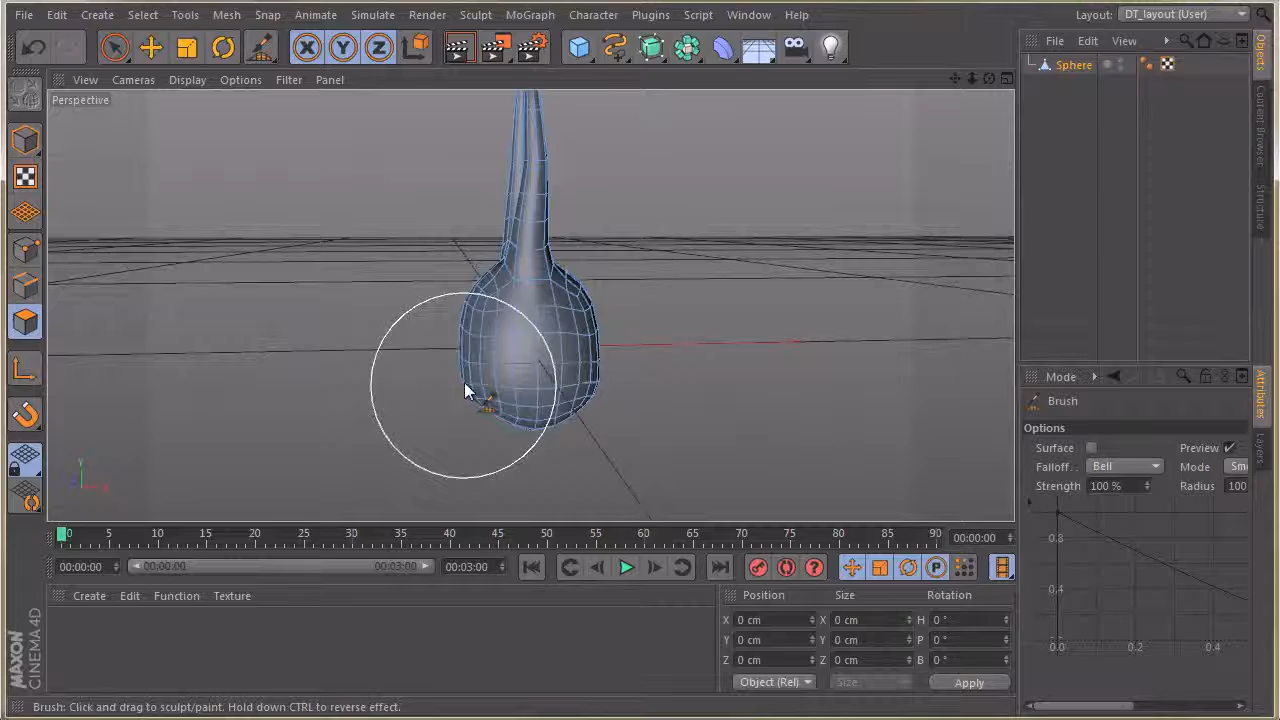 File Edit Create Select Tools Mesh Snap Animate Simulate Render Sculpt MoGraph Character Plugins Script Window Help Layout: DT_layout (User)
File Edit View
View Cameras Display Options Filter Panel
Perspective
Sphere
Objects
Content Browser
Structure
Mode
Brush
Options
Surface Preview
Falloff. . Bell Mode
Strength 100 % Radius 100
0.8
0.4
0.0 0.2 0.4
Attributes
Layers
Y
X
0 5 10 15 20 25 30 35 40 45 50 55 60 65 70 75 80 85 90 00:00:00
00:00:00 00:00:00 00:03:00 00:03:00
P
Create Edit Function Texture
Position Size Rotation
X 0 cm X 0 cm H 0 °
Y 0 cm Y 0 cm P 0 °
Z 0 cm Z 0 cm B 0 °
Object (Rel) Size Apply
MAXON
CINEMA 4D
Brush: Click and drag to sculpt/paint. Hold down CTRL to reverse effect.